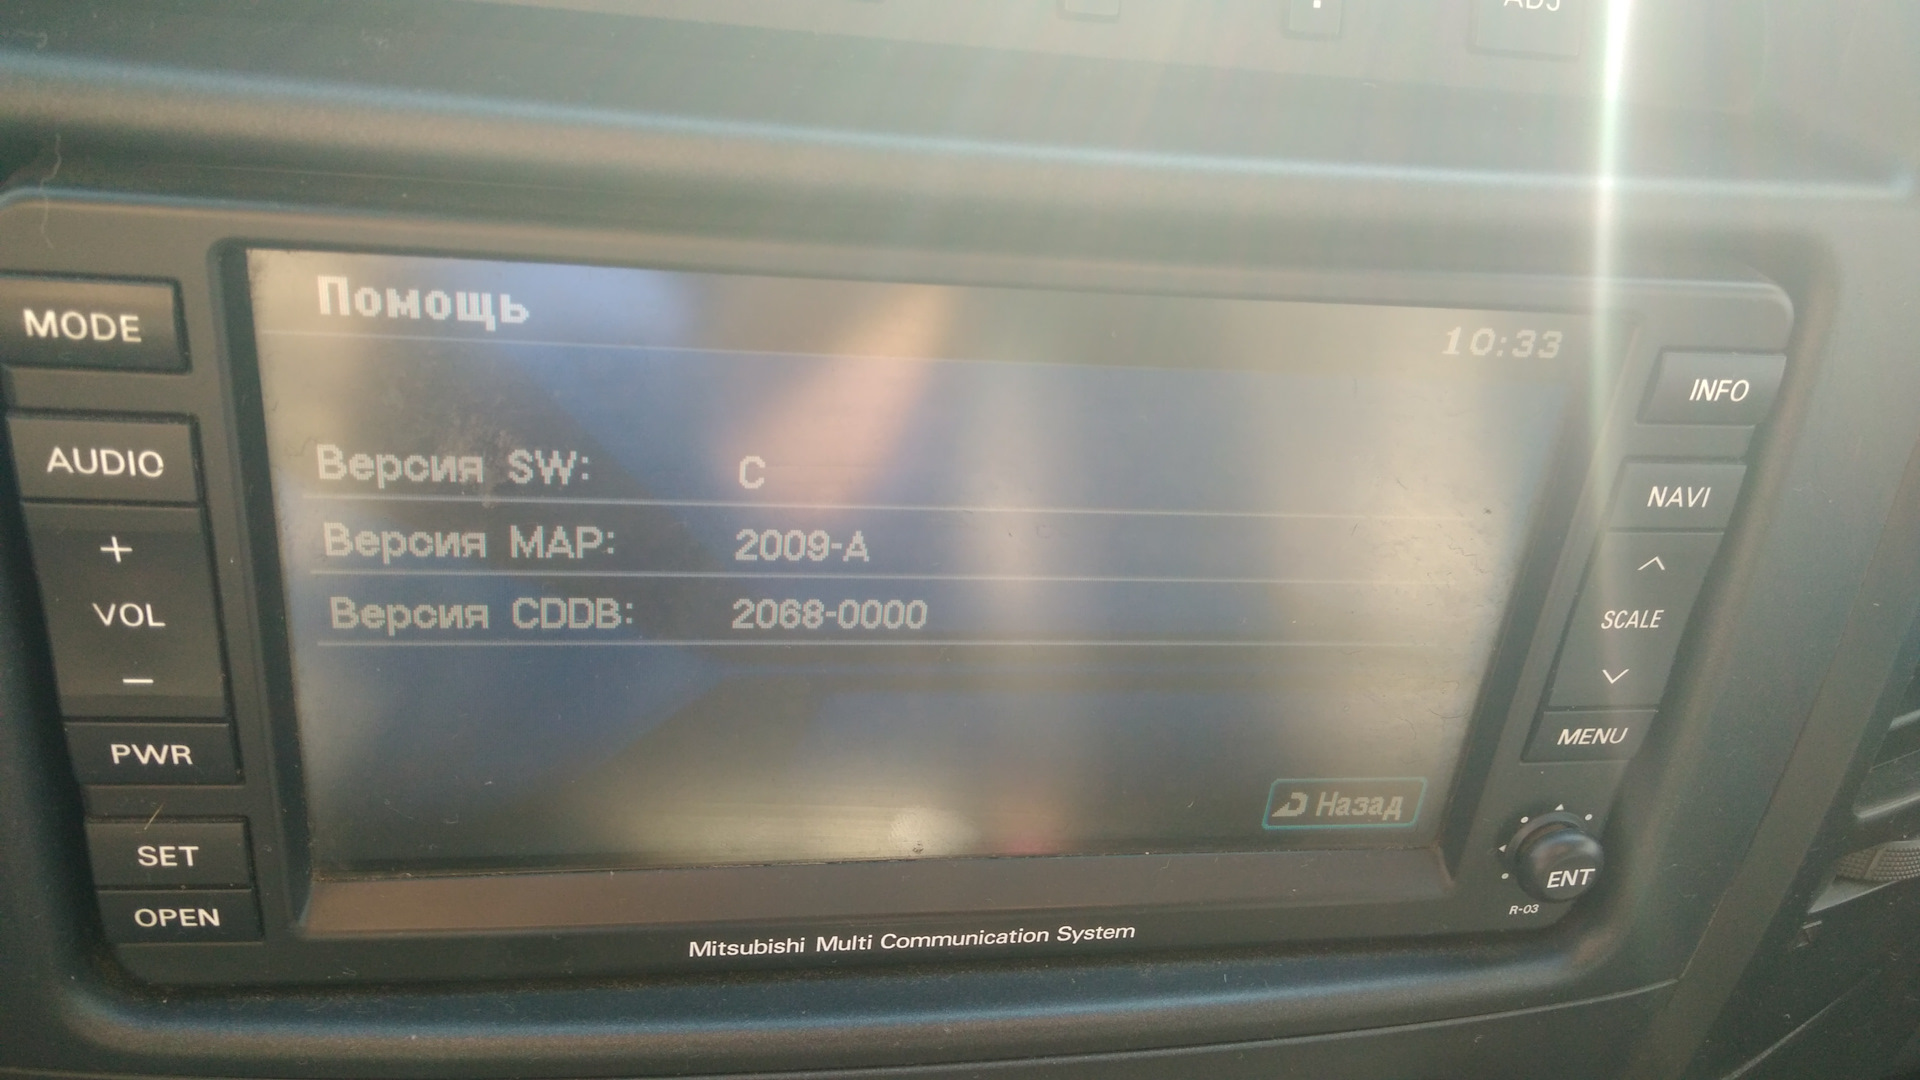 ADJ
Помощь
10:33
MODE
INFO
AUDIO
Версия SW: C
NAVI
+
Версия MAP: 2009-A
VOL
Версия CDDB: 2068-0000
SCALE
−
PWR
MENU
Назад
SET
ENT
OPEN
R-03
Mitsubishi Multi Communication System